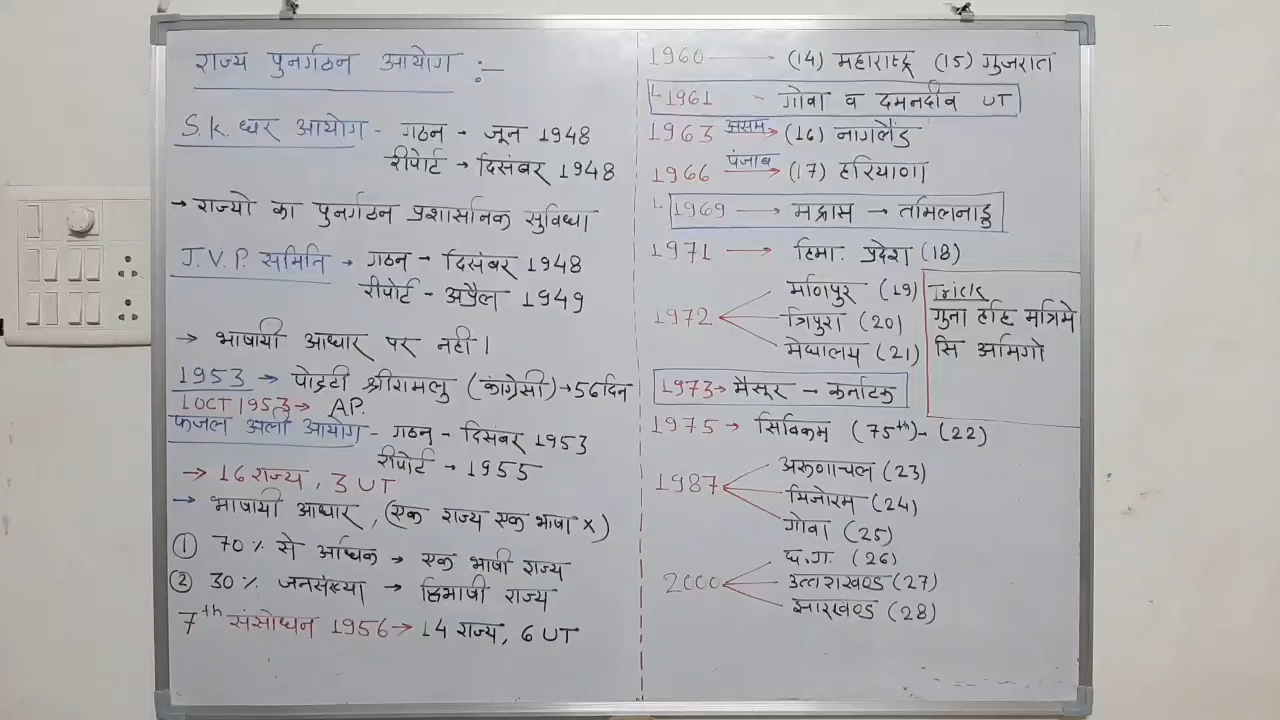 राज्य पुनर्गठन आयोग :-
S.K. धर आयोग - गठन - जून 1948
रीपोर्ट → दिसंबर 1948
→ राज्यो का पुनर्गठन प्रशासनिक सुविधा
J.V.P. समिति → गठन - दिसंबर 1948
रीपोर्ट - अप्रैल 1949
→ भाषायी आधार पर नही।
1953 → पोट्टी श्रीरामलु (कांग्रेसी) → 56 दिन
1 OCT 1953 → A.P.
फजल अली आयोग - गठन - दिसंबर 1953
रीपोर्ट - 1955
→ 16 राज्य, 3 UT
→ भाषायी आधार, (एक राज्य एक भाषा x)
① 70% से अधिक → एक भाषी राज्य
② 30% जनसंख्या → द्विभाषी राज्य
7th संसोधन 1956 → 14 राज्य, 6 UT
1960 → (14) महाराष्ट्र (15) गुजरात
1961 - गोवा व दमनदीव UT
1963 असम → (16) नागलैंड
1966 पंजाब → (17) हरियाणा
1969 → मद्रास → तमिलनाडु
1971 → हिमा. प्रदेश (18)
1972 मणिपुर (19)
त्रिपुरा (20)
मेघालय (21)
Trick
गुना हहि मत्रिमे
सि अमिगो
1973 → मैसूर → कर्नाटक
1975 → सिक्किम (75th) - (22)
1987 अरूणाचल (23)
मिजोरम (24)
गोवा (25)
2000 छ.ग. (26)
उत्तराखण्ड (27)
झारखण्ड (28)